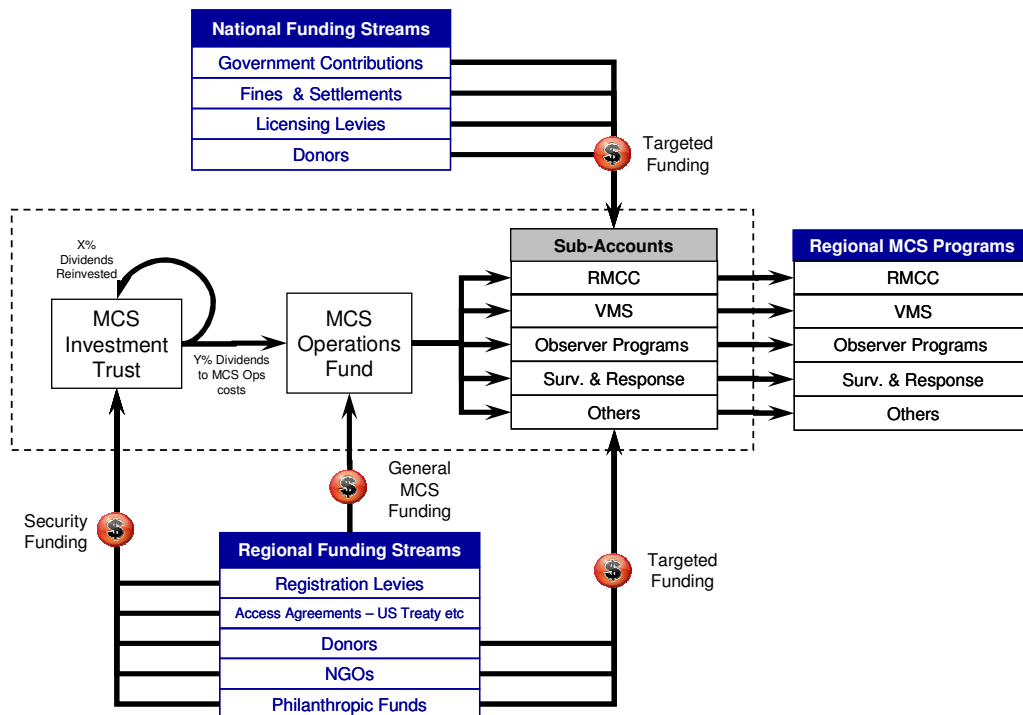 National Funding Streams
Government Contributions
Fines & Settlements
Licensing Levies
Donors
$
Targeted
Funding
X%
Dividends
Reinvested
MCS
Investment
Trust
Y% Dividends
to MCS Ops
costs
MCS
Operations
Fund
Sub-Accounts
RMCC
VMS
Observer Programs
Surv. & Response
Others
Regional MCS Programs
RMCC
VMS
Observer Programs
Surv. & Response
Others
Security
Funding
$
$
General
MCS
Funding
Regional Funding Streams
Registration Levies
Access Agreements – US Treaty etc
Donors
NGOs
Philanthropic Funds
$
Targeted
Funding